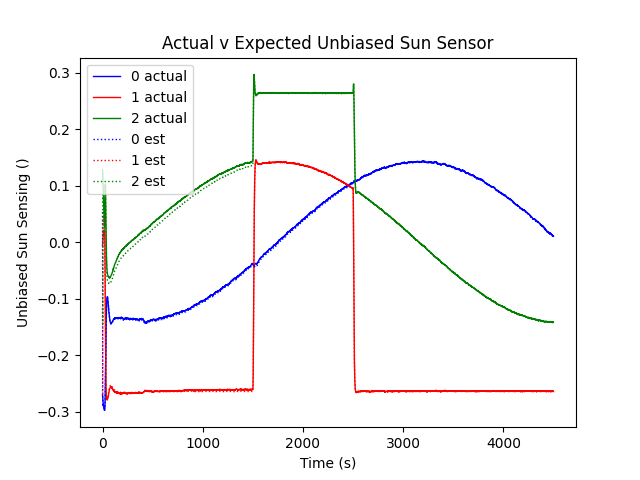 Actual v Expected Unbiased Sun Sensor
Unbiased Sun Sensing ()
0.3
0.2
0.1
0.0
−0.1
−0.2
−0.3
0 actual
1 actual
2 actual
0 est
1 est
2 est
0 1000 2000 3000 4000
Time (s)